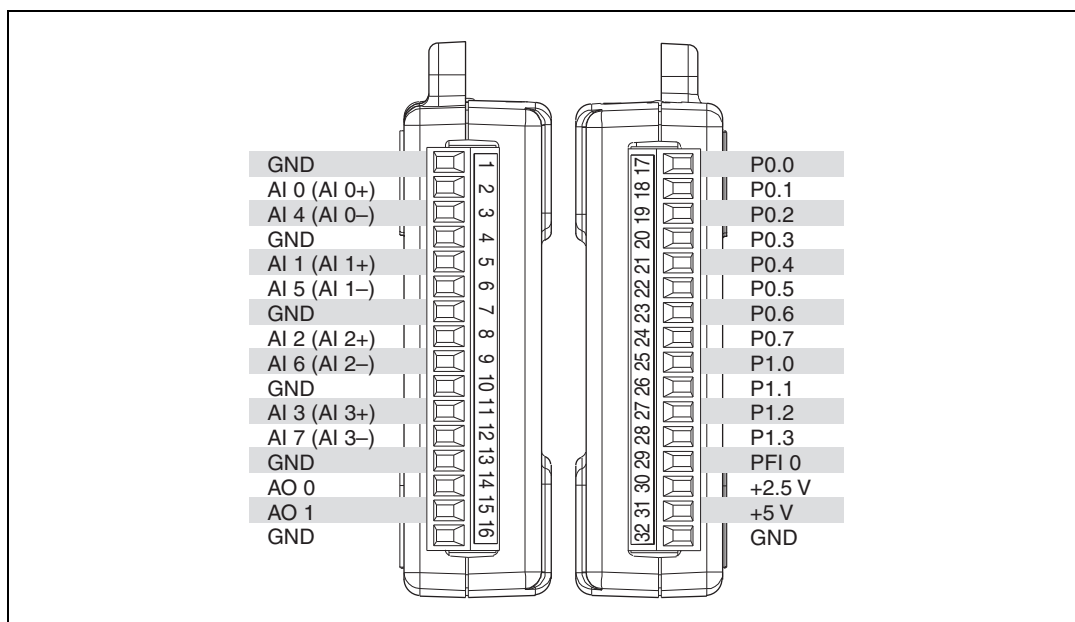 GND 1
AI 0 (AI 0+) 2
AI 4 (AI 0–) 3
GND 4
AI 1 (AI 1+) 5
AI 5 (AI 1–) 6
GND 7
AI 2 (AI 2+) 8
AI 6 (AI 2–) 9
GND 10
AI 3 (AI 3+) 11
AI 7 (AI 3–) 12
GND 13
AO 0 14
AO 1 15
GND 16
17 P0.0
18 P0.1
19 P0.2
20 P0.3
21 P0.4
22 P0.5
23 P0.6
24 P0.7
25 P1.0
26 P1.1
27 P1.2
28 P1.3
29 PFI 0
30 +2.5 V
31 +5 V
32 GND